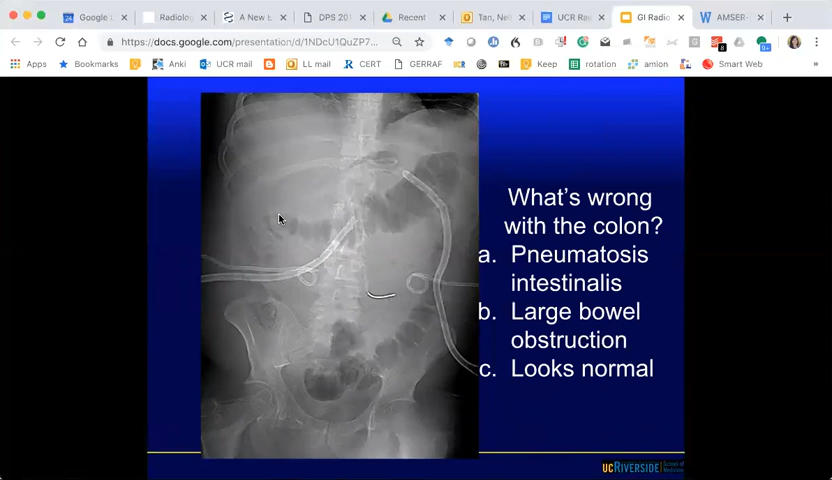 Google
Radiolog
A New E
DPS 201
Recent
Tan, Nel
UCR Rad
GI Radio
AMSER-
https://docs.google.com/presentation/d/1NDcU1QuZP7...
Apps
Bookmarks
Anki
UCR mail
LL mail
CERT
GERRAF
Keep
rotation
amion
Smart Web
What's wrong
with the colon?
a. Pneumatosis
intestinalis
b. Large bowel
obstruction
c. Looks normal
UCRIVERSIDE School of Medicine